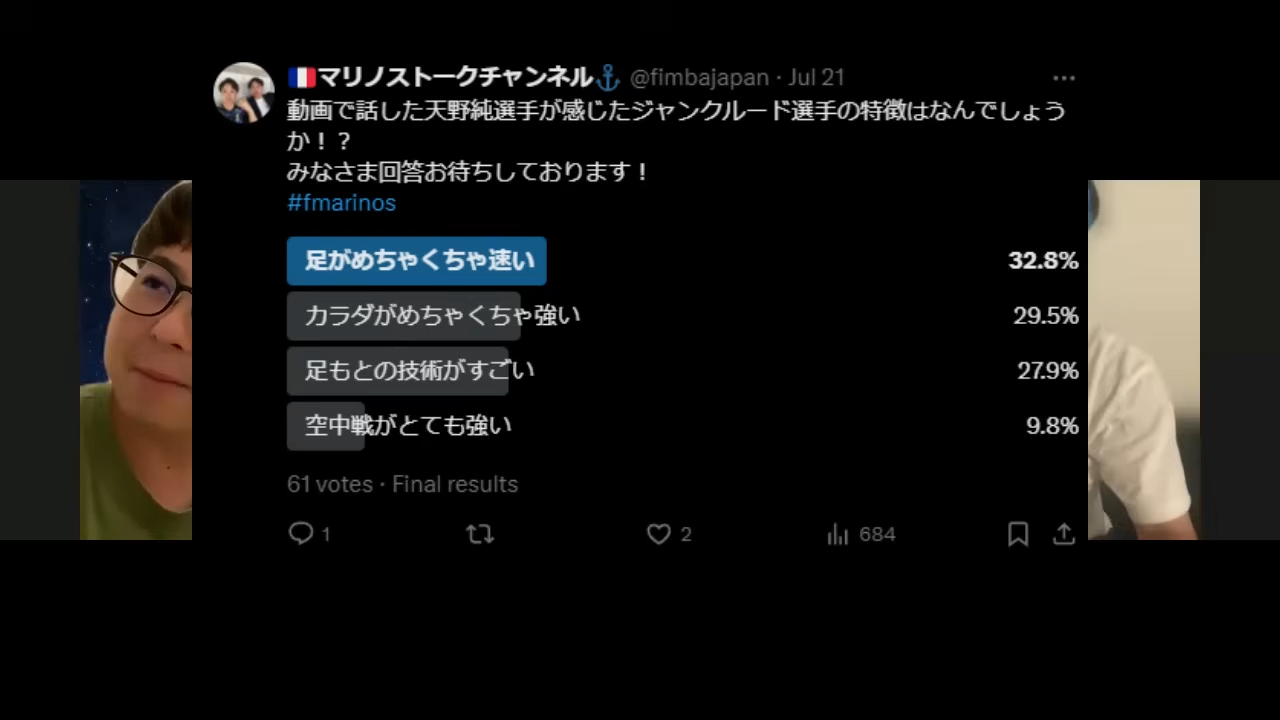 🇫🇷マリノストークチャンネル⚓ @fimbajapan · Jul 21
動画で話した天野純選手が感じたジャンクルード選手の特徴はなんでしょう
か！？
みなさま回答お待ちしております！
#fmarinos
足がめちゃくちゃ速い 32.8%
カラダがめちゃくちゃ強い 29.5%
足もとの技術がすごい 27.9%
空中戦がとても強い 9.8%
61 votes · Final results
1 2 684